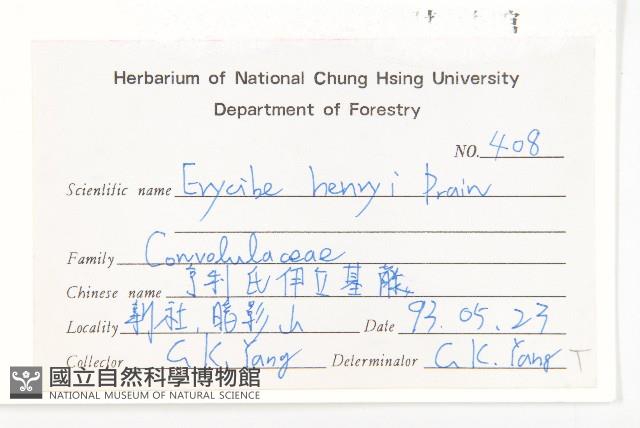 Herbarium of National Chung Hsing University
Department of Forestry
NO. 408
Scientific name Erycibe henryi Prain
Family Convolulaceae
Chinese name 亨利氏伊立基藤
Locality 新社, 暗影山 Date 93.05.23
Collector G. K. Yang Determinator G. K. Yang T
國立自然科學博物館
NATIONAL MUSEUM OF NATURAL SCIENCE